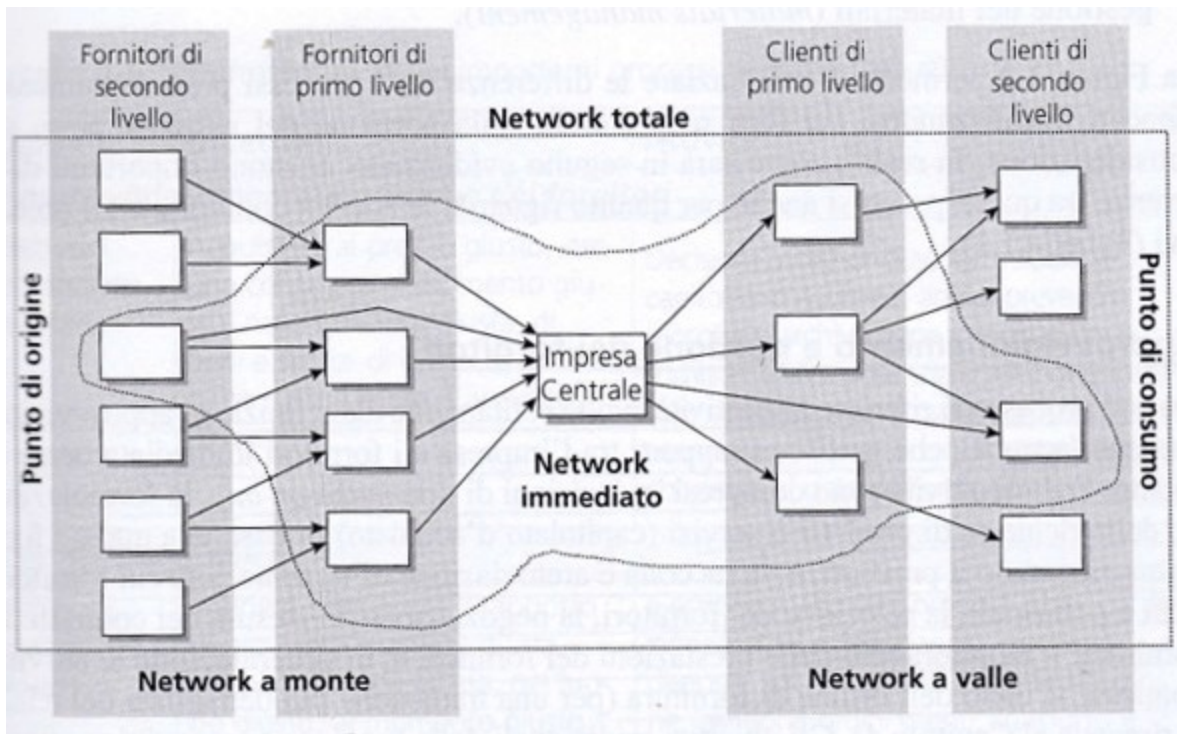 Fornitori di
secondo
livello
Fornitori di
primo livello
Clienti di
primo livello
Clienti di
secondo
livello
Network totale
Punto di origine
Impresa
Centrale
Network
immediato
Punto di consumo
Network a monte
Network a valle